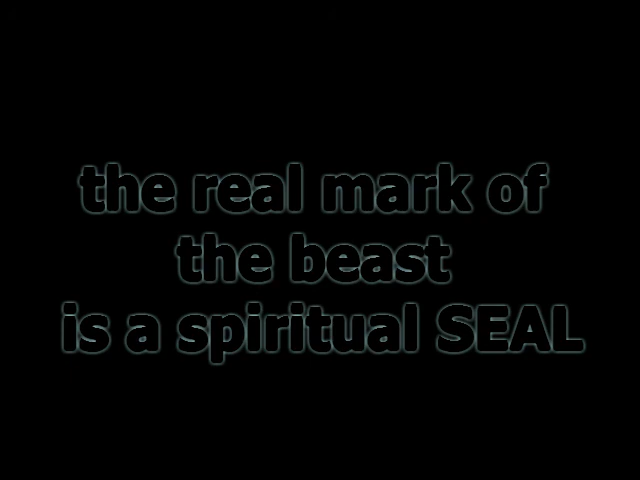 the real mark of
the beast
is a spiritual SEAL